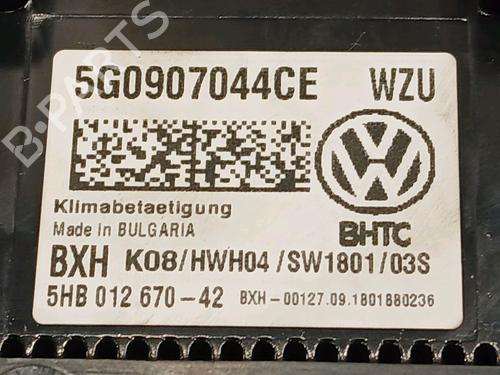 5G0907044CE WZU
Klimabetaetigung
Made in BULGARIA
BHTC
BXH K08/HWH04/SW1801/03S
5HB 012 670-42 BXH-00127.09.1801880236
B-PARTS